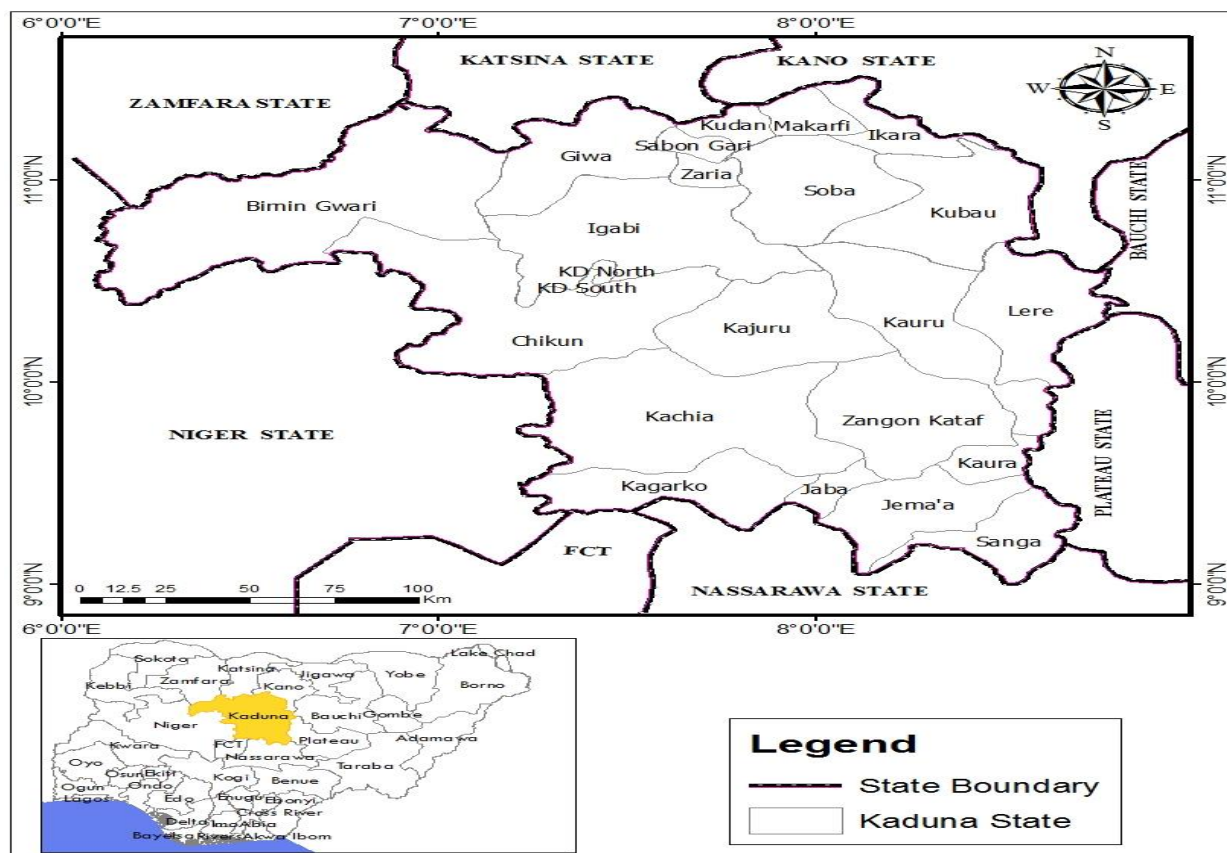 6°0'0"E 7°0'0"E 8°0'0"E
KATSINA STATE
KANO STATE
N
W E
S
ZAMFARA STATE
Kudan Makarfi
Ikara
Sabon Gari
Giwa
Zaria
11°0'0"N
11°0'0"N
Soba
Birnin Gwari
Kubau
BAUCHI STATE
Igabi
KD North
KD South
Lere
Kajuru
Kauru
Chikun
10°0'0"N
10°0'0"N
Kachia
Zangon Kataf
NIGER STATE
PLATEAU STATE
Kaura
Kagarko
Jaba
Jema'a
Sanga
FCT
NASSARAWA STATE
9°0'0"N
9°0'0"N
0 12.5 25 50 75 100
Km
6°0'0"E 7°0'0"E 8°0'0"E
Lake Chad
Sokoto
Katsina
Zamfara
Jigawa
Yobe
Kebbi
Kano
Borno
Kaduna
Bauchi
Gombe
Niger
Adamawa
FCT
Plateau
Kwara
Nassarawa
Taraba
Oyo
Osun
Ekiti
Kogi
Benue
Ogun
Ondo
Lagos
Edo
Enugu
Ebonyi
Cross River
Delta
Imo
Abia
Rivers
Akwa Ibom
Legend
State Boundary
Kaduna State